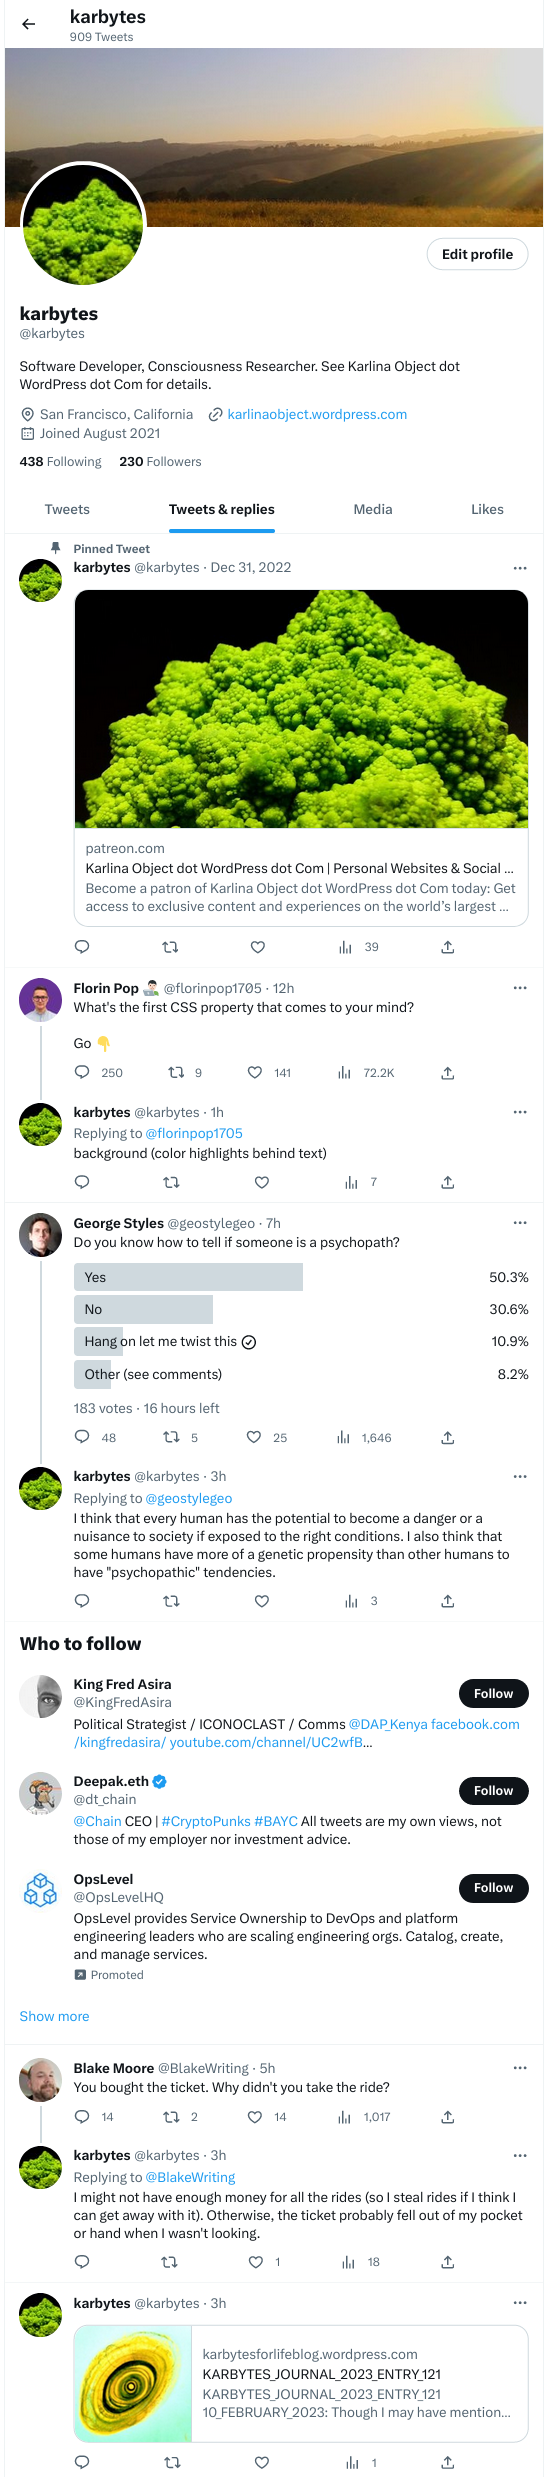 karbytes
909 Tweets
Edit profile
karbytes
@karbytes
Software Developer, Consciousness Researcher. See Karlina Object dot
WordPress dot Com for details.
San Francisco, California karlinaobject.wordpress.com
Joined August 2021
438 Following 230 Followers
Tweets Tweets & replies Media Likes
Pinned Tweet
karbytes @karbytes · Dec 31, 2022
patreon.com
Karlina Object dot WordPress dot Com | Personal Websites & Social ...
Become a patron of Karlina Object dot WordPress dot Com today: Get
access to exclusive content and experiences on the world's largest ...
39
Florin Pop @florinpop1705 · 12h
What's the first CSS property that comes to your mind?
Go 👇
250 9 141 72.2K
karbytes @karbytes · 1h
Replying to @florinpop1705
background (color highlights behind text)
7
George Styles @geostylegeo · 7h
Do you know how to tell if someone is a psychopath?
Yes 50.3%
No 30.6%
Hang on let me twist this 10.9%
Other (see comments) 8.2%
183 votes · 16 hours left
48 5 25 1,646
karbytes @karbytes · 3h
Replying to @geostylegeo
I think that every human has the potential to become a danger or a
nuisance to society if exposed to the right conditions. I also think that
some humans have more of a genetic propensity than other humans to
have "psychopathic" tendencies.
3
Who to follow
King Fred Asira
@KingFredAsira
Follow
Political Strategist / ICONOCLAST / Comms @DAP_Kenya facebook.com
/kingfredasira/ youtube.com/channel/UC2wfB...
Deepak.eth
@dt_chain
Follow
@Chain CEO | #CryptoPunks #BAYC All tweets are my own views, not
those of my employer nor investment advice.
OpsLevel
@OpsLevelHQ
Follow
OpsLevel provides Service Ownership to DevOps and platform
engineering leaders who are scaling engineering orgs. Catalog, create,
and manage services.
Promoted
Show more
Blake Moore @BlakeWriting · 5h
You bought the ticket. Why didn't you take the ride?
14 2 14 1,017
karbytes @karbytes · 3h
Replying to @BlakeWriting
I might not have enough money for all the rides (so I steal rides if I think I
can get away with it). Otherwise, the ticket probably fell out of my pocket
or hand when I wasn't looking.
1 18
karbytes @karbytes · 3h
karbytesforlifeblog.wordpress.com
KARBYTES_JOURNAL_2023_ENTRY_121
KARBYTES_JOURNAL_2023_ENTRY_121
10_FEBRUARY_2023: Though I may have mention...
1